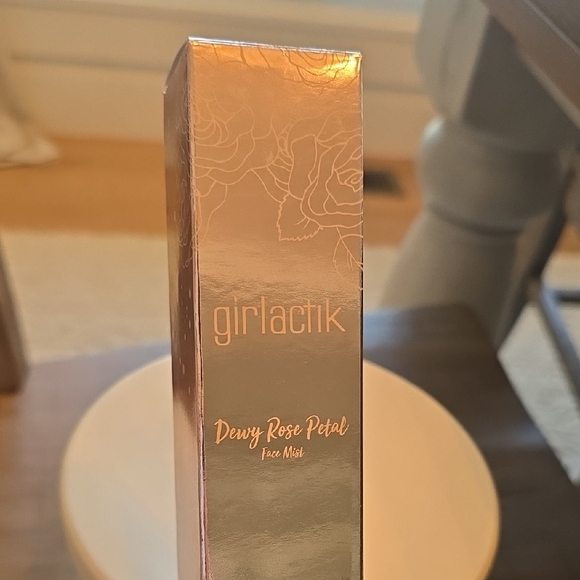 girlactik
Dewy Rose Petal
Face Mist